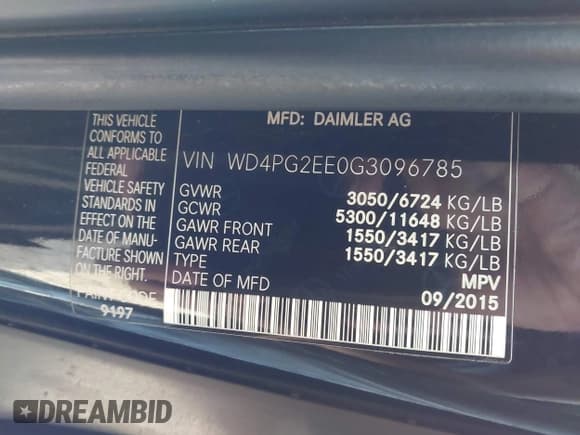 THIS VEHICLE
CONFORMS TO
ALL APPLICABLE
FEDERAL
VEHICLE SAFETY
STANDARDS IN
EFFECT ON THE
DATE OF MANU-
FACTURE SHOWN
ON THE RIGHT.
PAINT CODE
9197
MFD: DAIMLER AG
VIN WD4PG2EE0G3096785
GVWR 3050/6724 KG/LB
GCWR 5300/11648 KG/LB
GAWR FRONT 1550/3417 KG/LB
GAWR REAR 1550/3417 KG/LB
TYPE MPV
DATE OF MFD 09/2015
DREAMBID